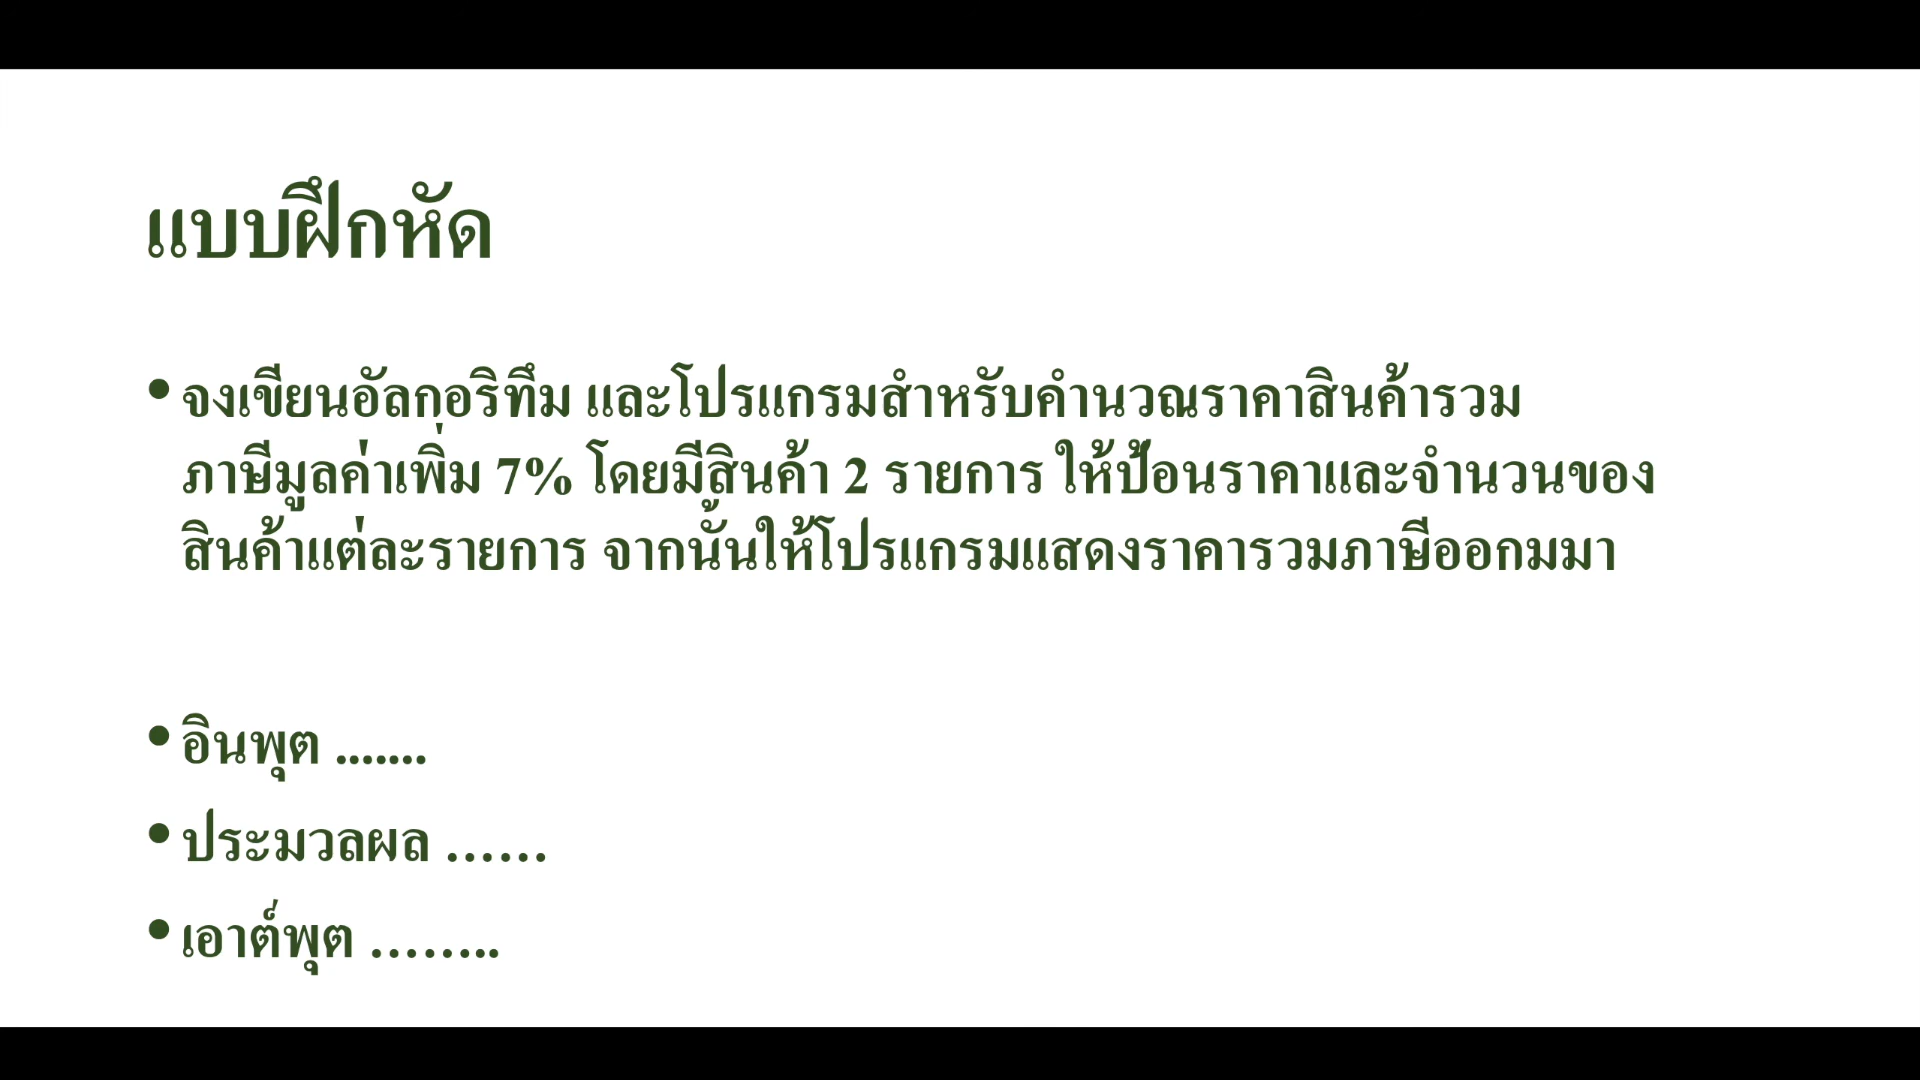 แบบฝึกหัด
• จงเขียนอัลกอริทึม และโปรแกรมสำหรับคำนวณราคาสินค้ารวม
ภาษีมูลค่าเพิ่ม 7% โดยมีสินค้า 2 รายการ ให้ป้อนราคาและจำนวนของ
สินค้าแต่ละรายการ จากนั้นให้โปรแกรมแสดงราคารวมภาษีออกมมา
• อินพุต .......
• ประมวลผล ……
• เอาต์พุต ……..